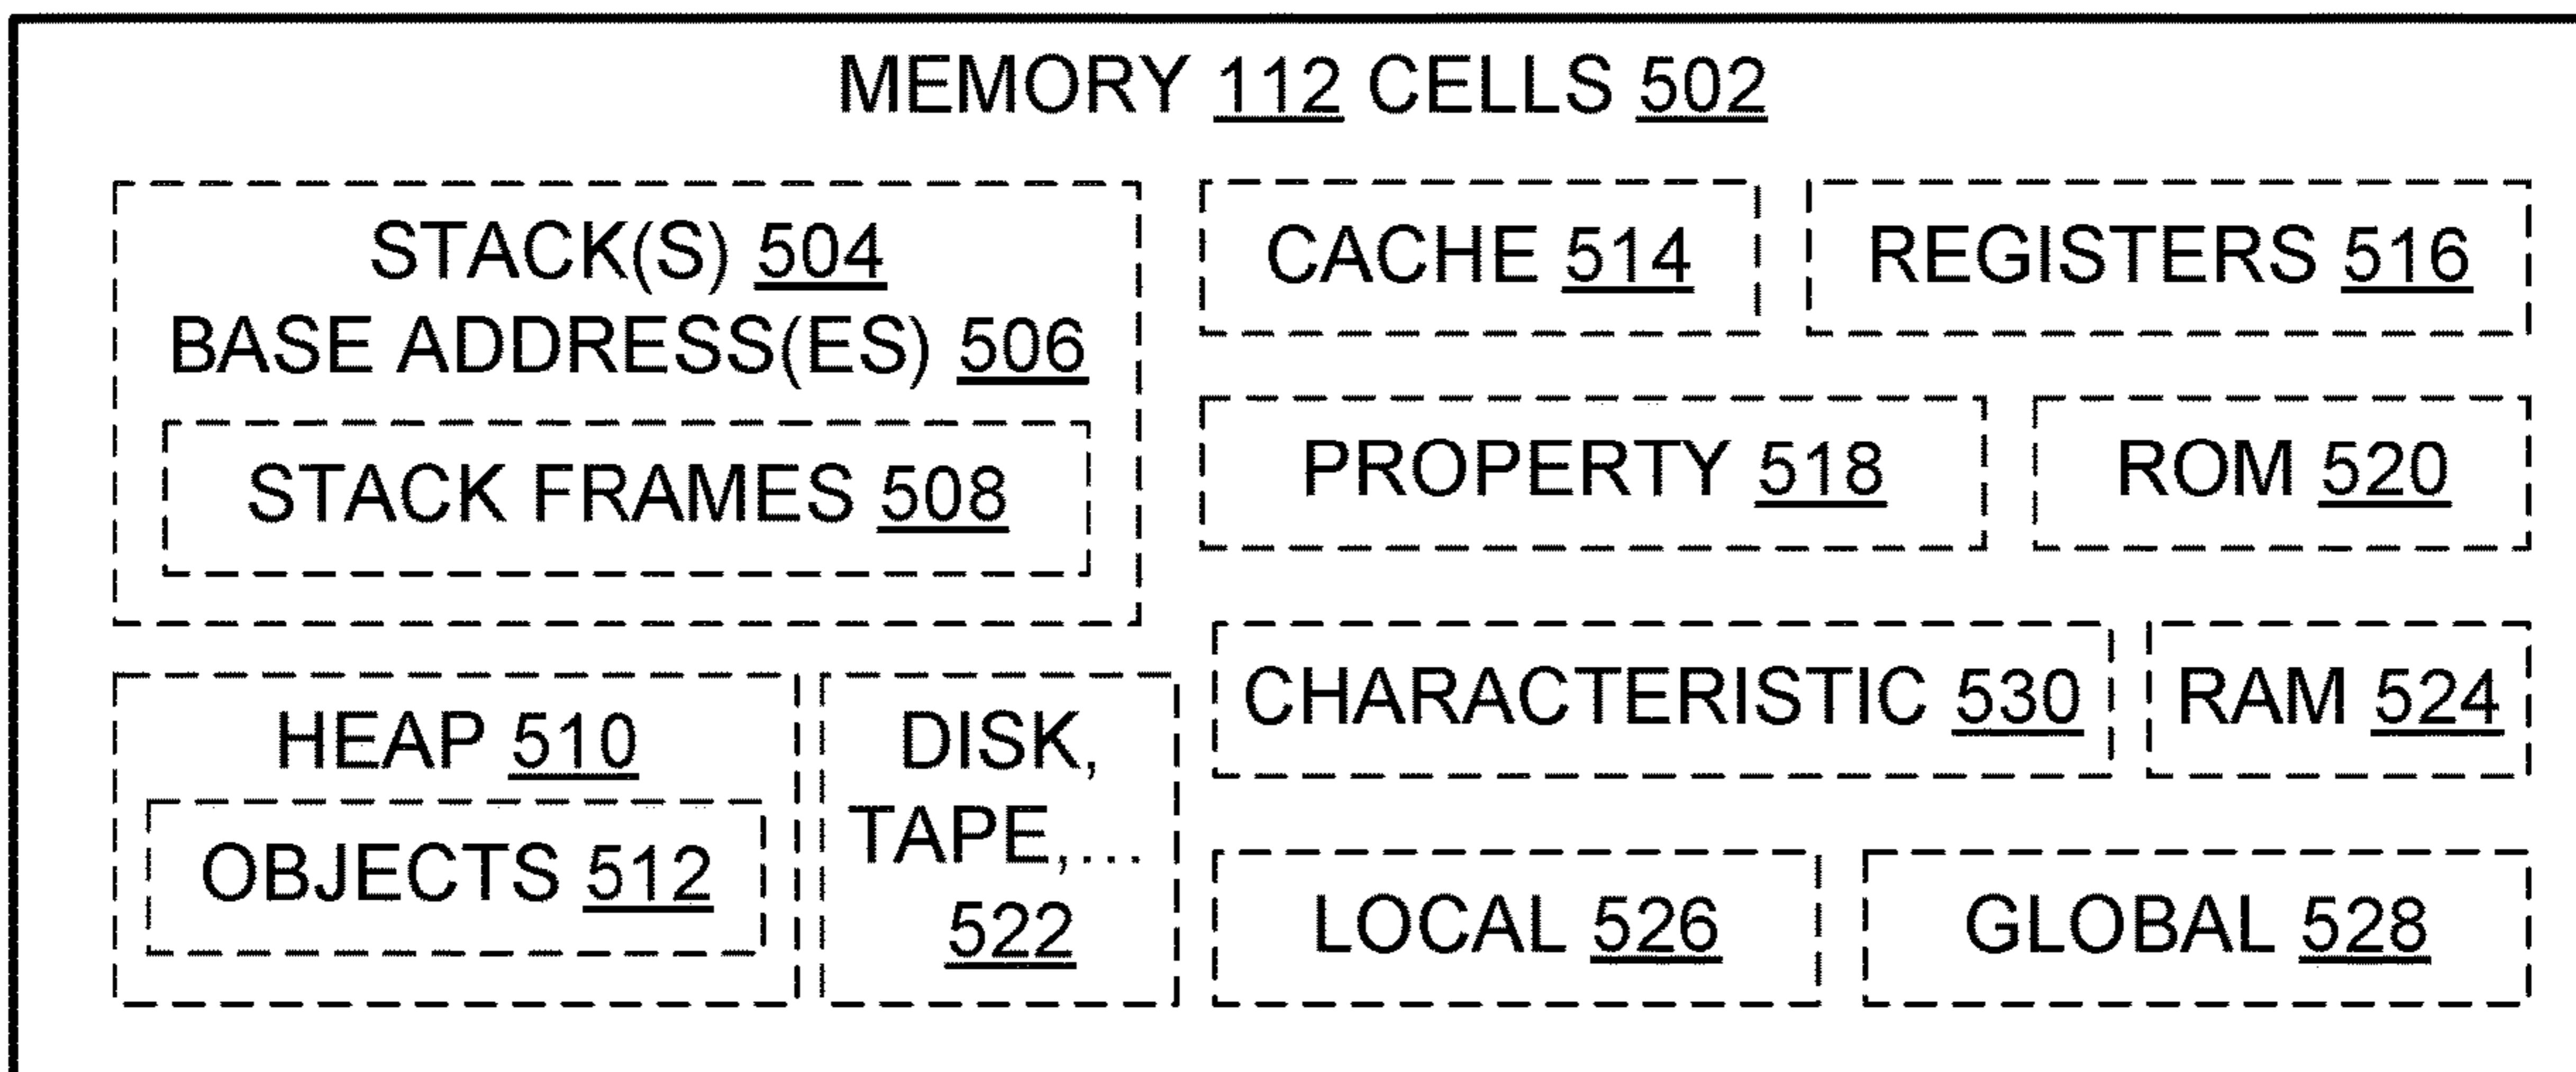 MEMORY 112 CELLS 502
STACK(S) 504
BASE ADDRESS(ES) 506
STACK FRAMES 508
CACHE 514
REGISTERS 516
PROPERTY 518
ROM 520
HEAP 510
OBJECTS 512
DISK,
TAPE,...
522
CHARACTERISTIC 530
RAM 524
LOCAL 526
GLOBAL 528